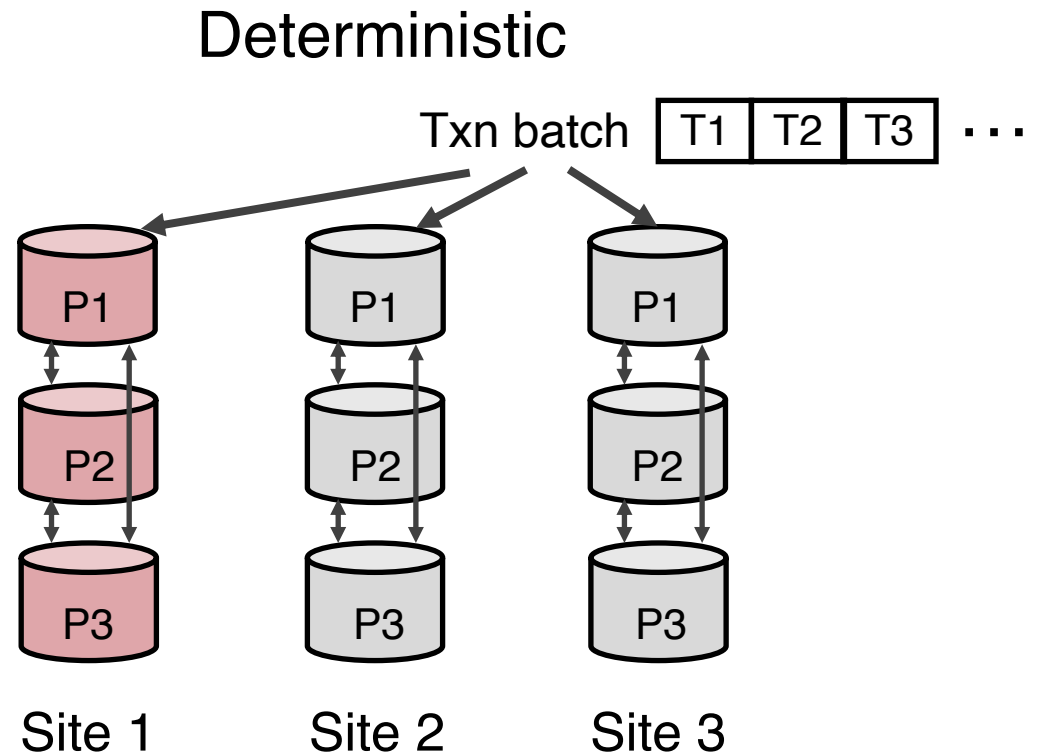 Deterministic
Txn batch T1 T2 T3 ...
P1 P1 P1
P2 P2 P2
P3 P3 P3
Site 1 Site 2 Site 3